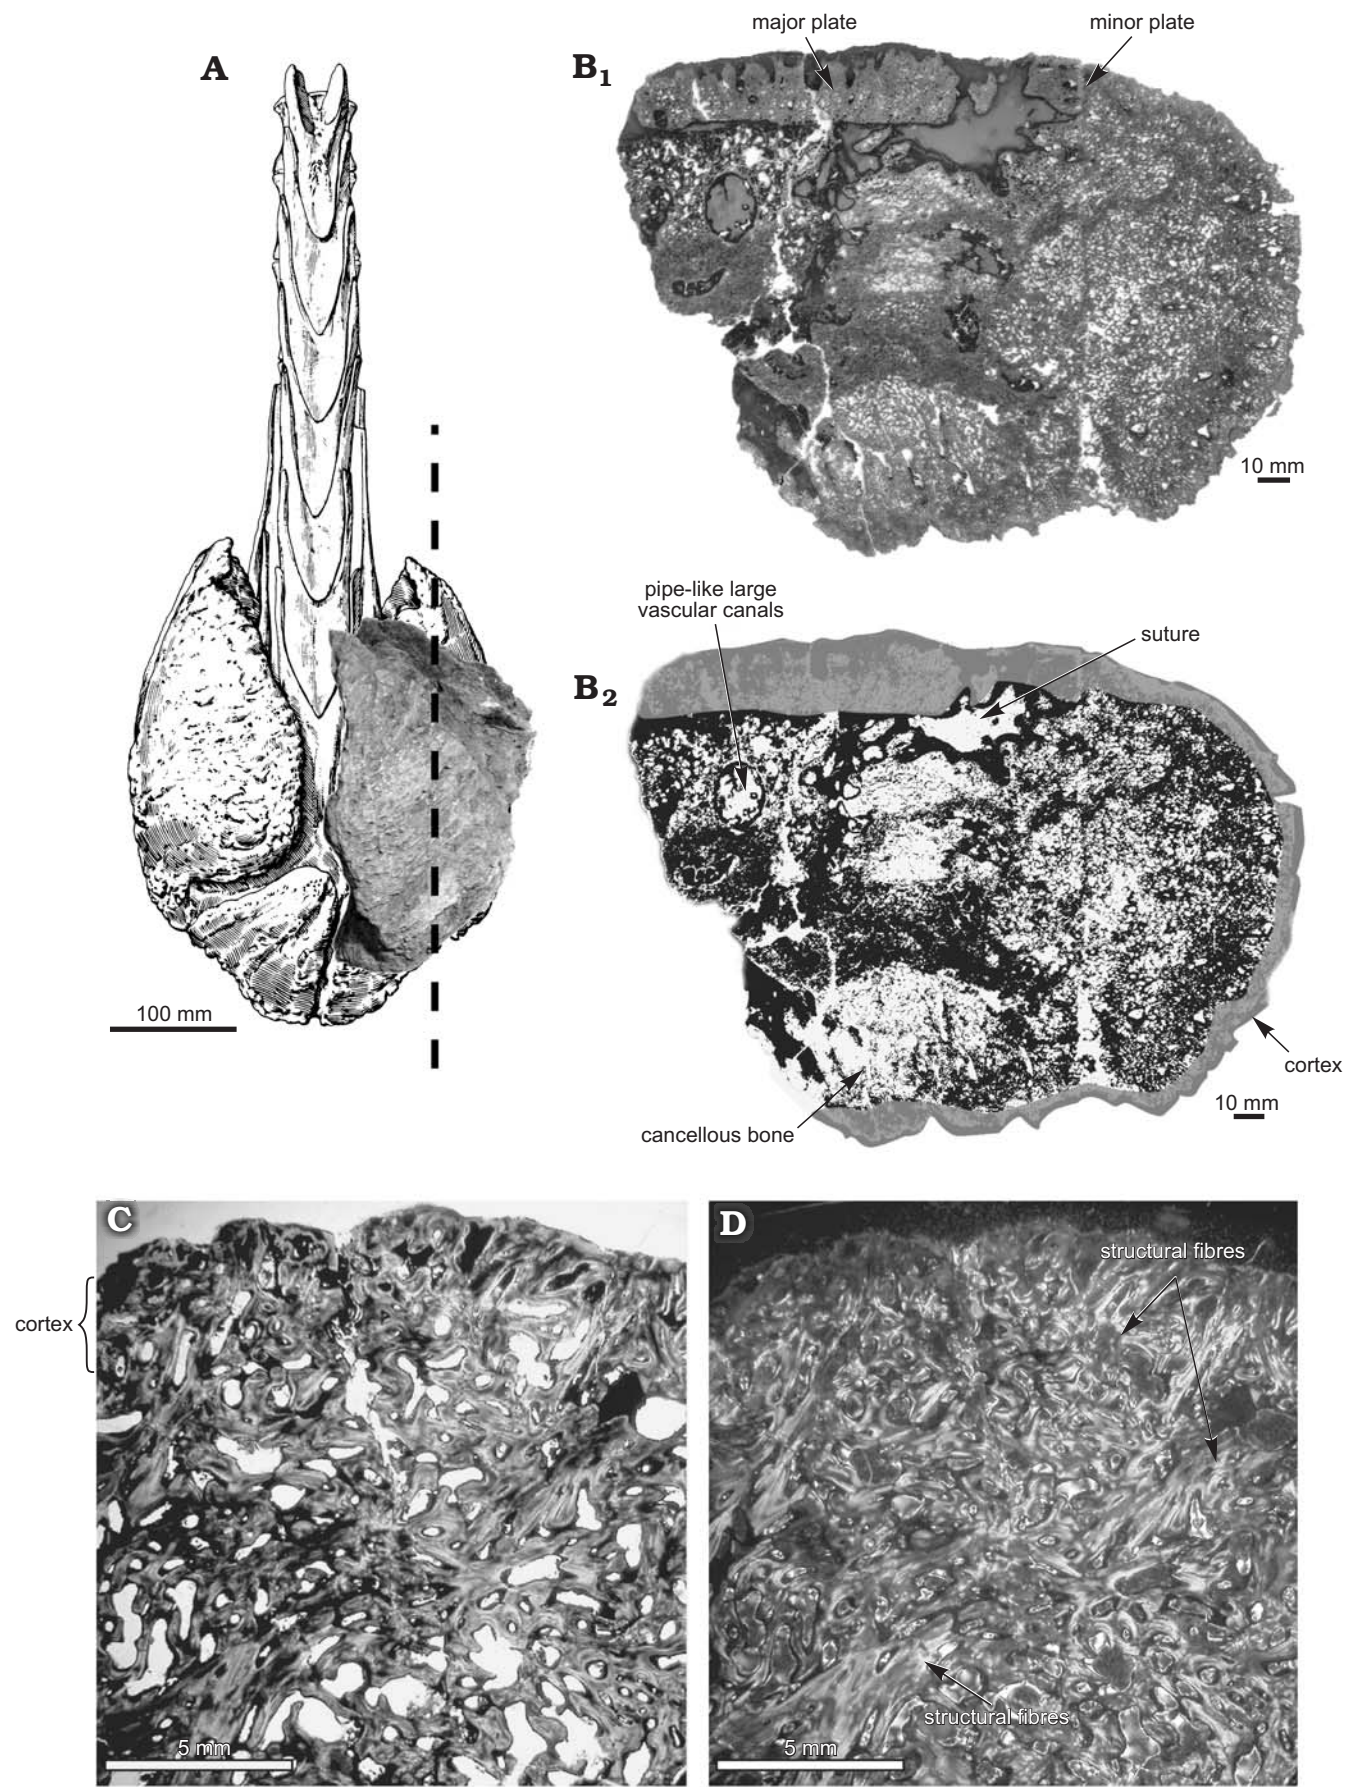 A
B1
major plate
minor plate
10 mm
pipe-like large
vascular canals
suture
B2
100 mm
cortex
10 mm
cancellous bone
C
D
structural fibres
cortex
structural fibres
5 mm
5 mm